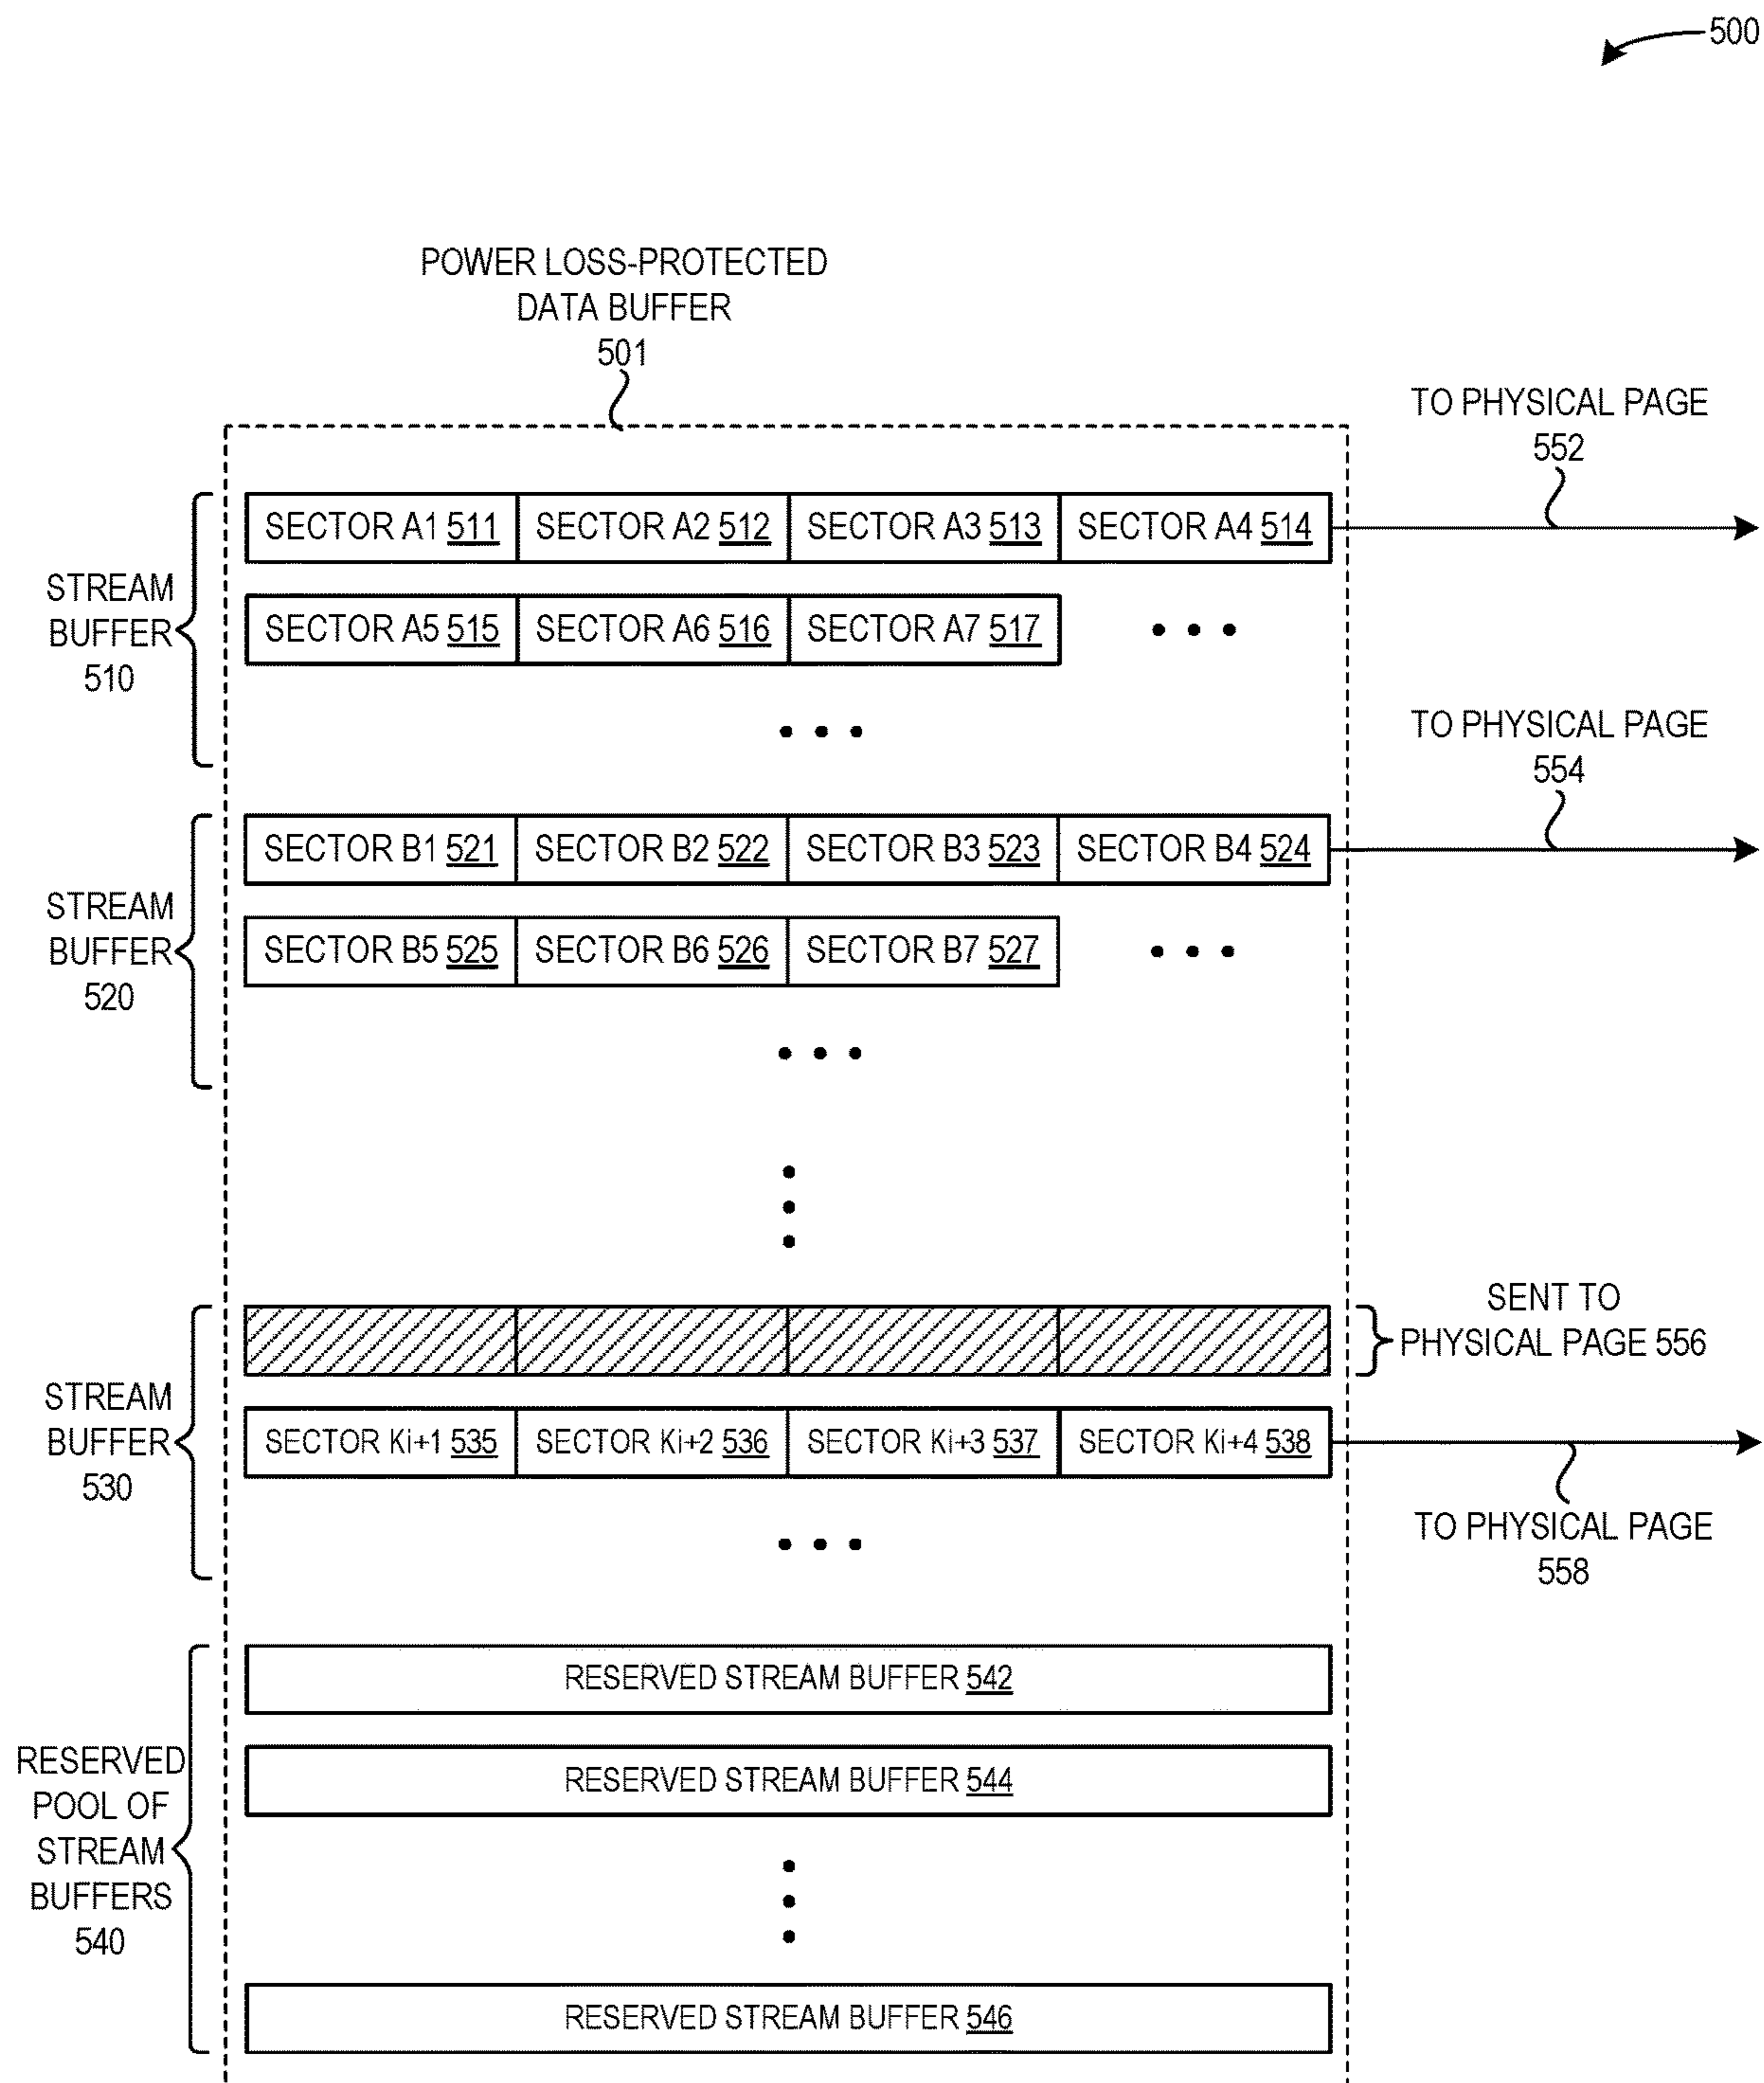 500
POWER LOSS-PROTECTED
DATA BUFFER
501
TO PHYSICAL PAGE
552
SECTOR A1 511 SECTOR A2 512 SECTOR A3 513 SECTOR A4 514
STREAM
BUFFER
510
SECTOR A5 515 SECTOR A6 516 SECTOR A7 517 • • •
• • •
TO PHYSICAL PAGE
554
SECTOR B1 521 SECTOR B2 522 SECTOR B3 523 SECTOR B4 524
STREAM
BUFFER
520
SECTOR B5 525 SECTOR B6 526 SECTOR B7 527 • • •
• • •
SENT TO
PHYSICAL PAGE 556
STREAM
BUFFER
530
SECTOR Ki+1 535 SECTOR Ki+2 536 SECTOR Ki+3 537 SECTOR Ki+4 538
TO PHYSICAL PAGE
558
• • •
RESERVED STREAM BUFFER 542
RESERVED
POOL OF
STREAM
BUFFERS
540
RESERVED STREAM BUFFER 544
RESERVED STREAM BUFFER 546